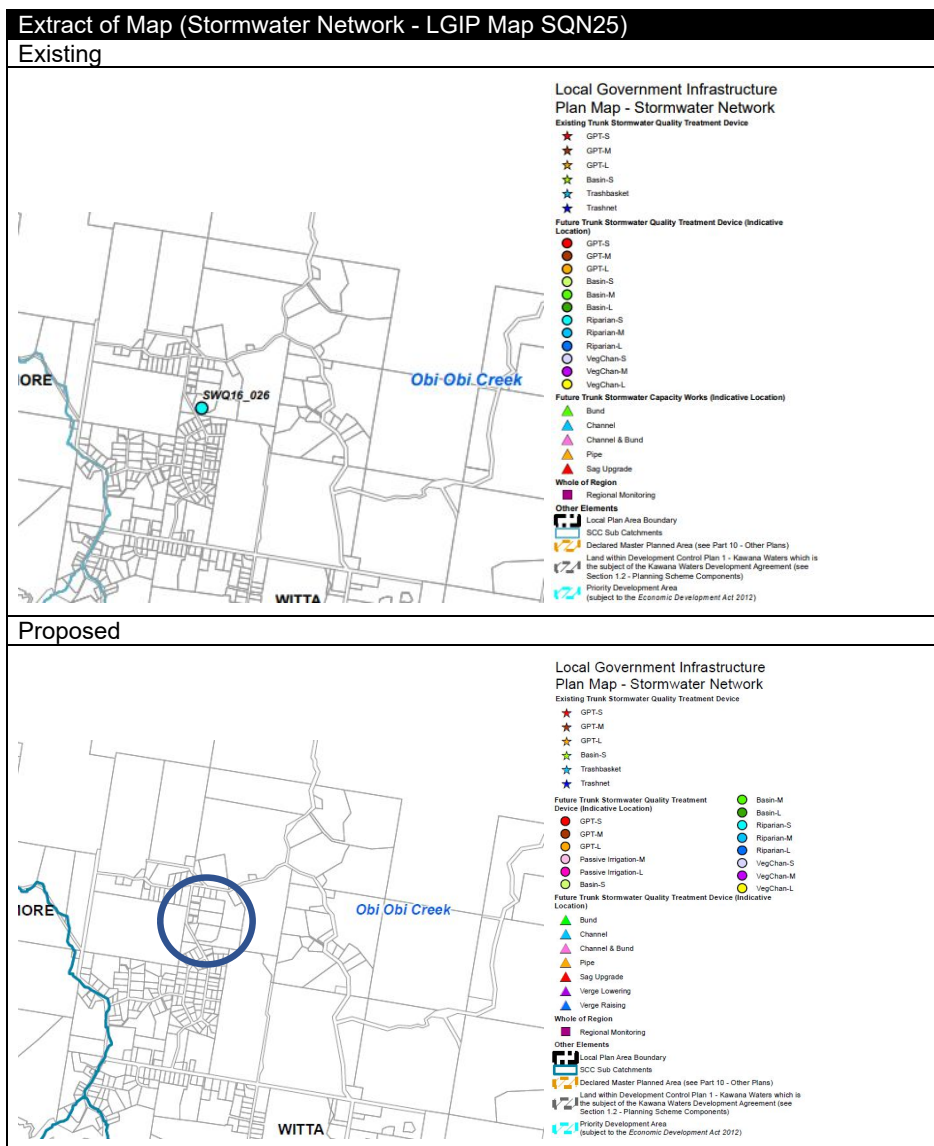 Extract of Map (Stormwater Network - LGIP Map SQN25)
Existing
Local Government Infrastructure
Plan Map - Stormwater Network
Existing Trunk Stormwater Quality Treatment Device
GPT-S
GPT-M
GPT-L
Basin-S
Trashbasket
Trashnet
Future Trunk Stormwater Quality Treatment Device (Indicative
Location)
GPT-S
GPT-M
GPT-L
Basin-S
Basin-M
Basin-L
Riparian-S
Riparian-M
Riparian-L
VegChan-S
VegChan-M
VegChan-L
Future Trunk Stormwater Capacity Works (Indicative Location)
Bund
Channel
Channel & Bund
Pipe
Sag Upgrade
Whole of Region
Regional Monitoring
Other Elements
Local Plan Area Boundary
SCC Sub Catchments
Declared Master Planned Area (see Part 10 - Other Plans)
Land within Development Control Plan 1 - Kawana Waters which is
the subject of the Kawana Waters Development Agreement (see
Section 1.2 - Planning Scheme Components)
Priority Development Area
(subject to the Economic Development Act 2012)
Obi Obi Creek
IORE
SWQ16_026
WITTA
Proposed
Local Government Infrastructure
Plan Map - Stormwater Network
Existing Trunk Stormwater Quality Treatment Device
GPT-S
GPT-M
GPT-L
Basin-S
Trashbasket
Trashnet
Future Trunk Stormwater Quality Treatment
Device (Indicative Location)
GPT-S
GPT-M
GPT-L
Passive Irrigation-M
Passive Irrigation-L
Basin-S
Basin-M
Basin-L
Riparian-S
Riparian-M
Riparian-L
VegChan-S
VegChan-M
VegChan-L
Future Trunk Stormwater Quality Treatment Device (Indicative
Location)
Bund
Channel
Channel & Bund
Pipe
Sag Upgrade
Verge Lowering
Verge Raising
Whole of Region
Regional Monitoring
Other Elements
Local Plan Area Boundary
SCC Sub Catchments
Declared Master Planned Area (see Part 10 - Other Plans)
Land within Development Control Plan 1 - Kawana Waters which is
the subject of the Kawana Waters Development Agreement (see
Section 1.2 - Planning Scheme Components)
Priority Development Area
(subject to the Economic Development Act 2012)
IORE
Obi Obi Creek
WITTA